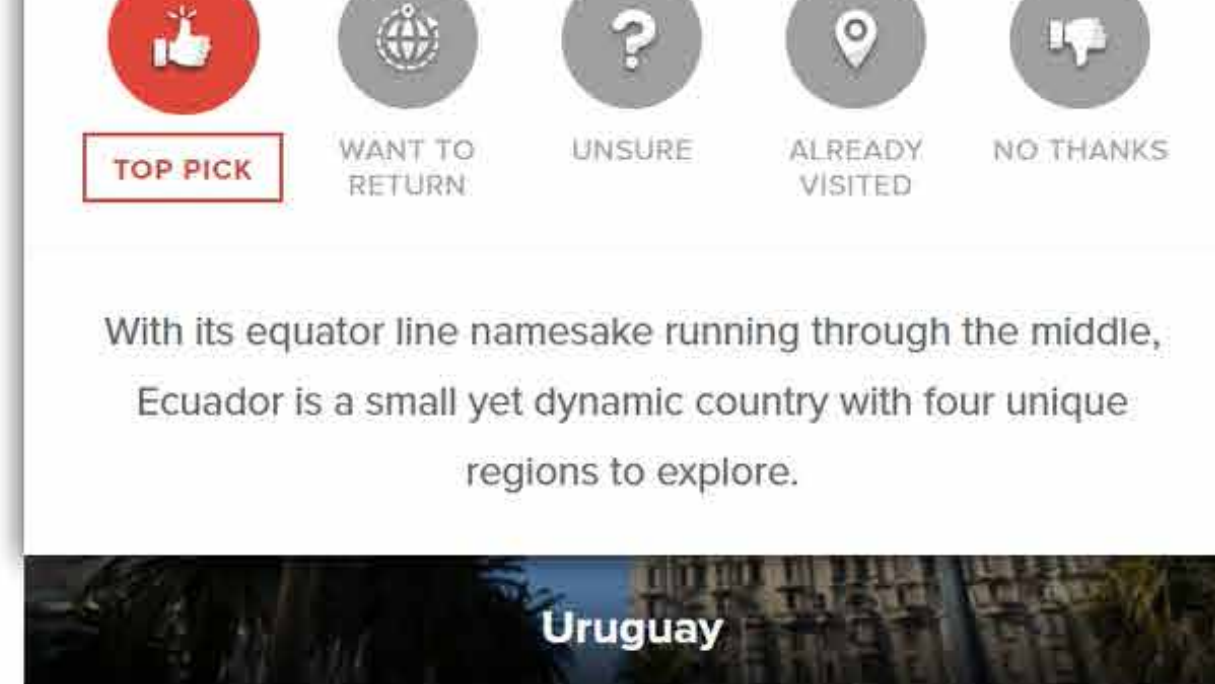 TOP PICK
WANT TO
RETURN
UNSURE
ALREADY
VISITED
NO THANKS
With its equator line namesake running through the middle,
Ecuador is a small yet dynamic country with four unique
regions to explore.
Uruguay